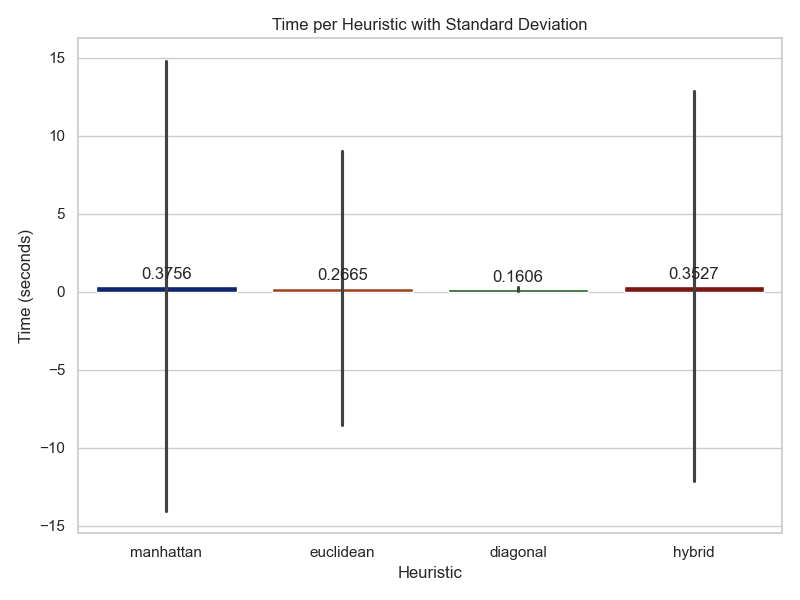 Time per Heuristic with Standard Deviation
Time (seconds)
15
10
5
0
−5
−10
−15
0.3756
0.2665
0.1606
0.3527
manhattan
euclidean
diagonal
hybrid
Heuristic